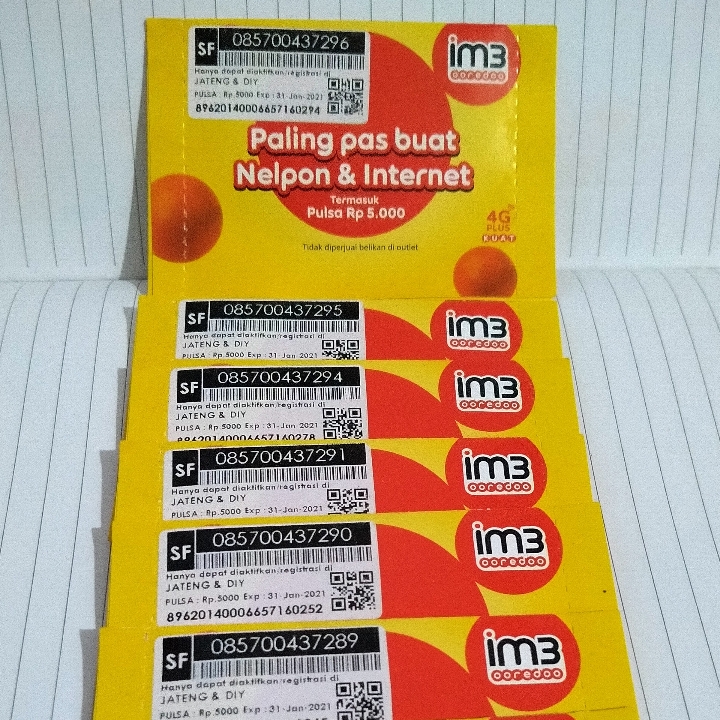 SF 085700437296
Hanya dapat diaktifkan/registrasi di
JATENG & DIY
PULSA : Rp.5000 Exp : 31-Jan-2021
89620140006657160294
im3
ooredoo
Paling pas buat
Nelpon & Internet
Termasuk
Pulsa Rp 5.000
4G
PLUS
KUAT
Tidak diperjual belikan di outlet
SF 085700437295
Hanya dapat diaktifkan/registrasi di
JATENG & DIY
PULSA : Rp.5000 Exp : 31-Jan-2021
im3
ooredoo
SF 085700437294
Hanya dapat diaktifkan/registrasi di
JATENG & DIY
PULSA : Rp.5000 Exp : 31-Jan-2021
89620140006657160278
im3
ooredoo
SF 085700437291
Hanya dapat diaktifkan/registrasi di
JATENG & DIY
PULSA : Rp.5000 Exp : 31-Jan-2021
im3
ooredoo
SF 085700437290
Hanya dapat diaktifkan/registrasi di
JATENG & DIY
PULSA : Rp.5000 Exp : 31-Jan-2021
89620140006657160252
im3
ooredoo
SF 085700437289
Hanya dapat diaktifkan/registrasi di
JATENG & DIY
PULSA : Rp.5000 Exp : 31-Jan-2021
im3
ooredoo